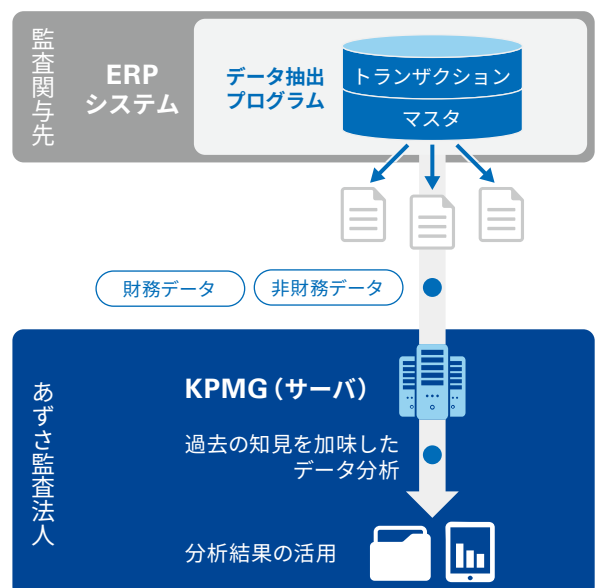 監査関与先
ERP
システム
データ抽出
プログラム
トランザクション
マスタ
財務データ
非財務データ
あずさ監査法人
KPMG（サーバ）
過去の知見を加味した
データ分析
分析結果の活用